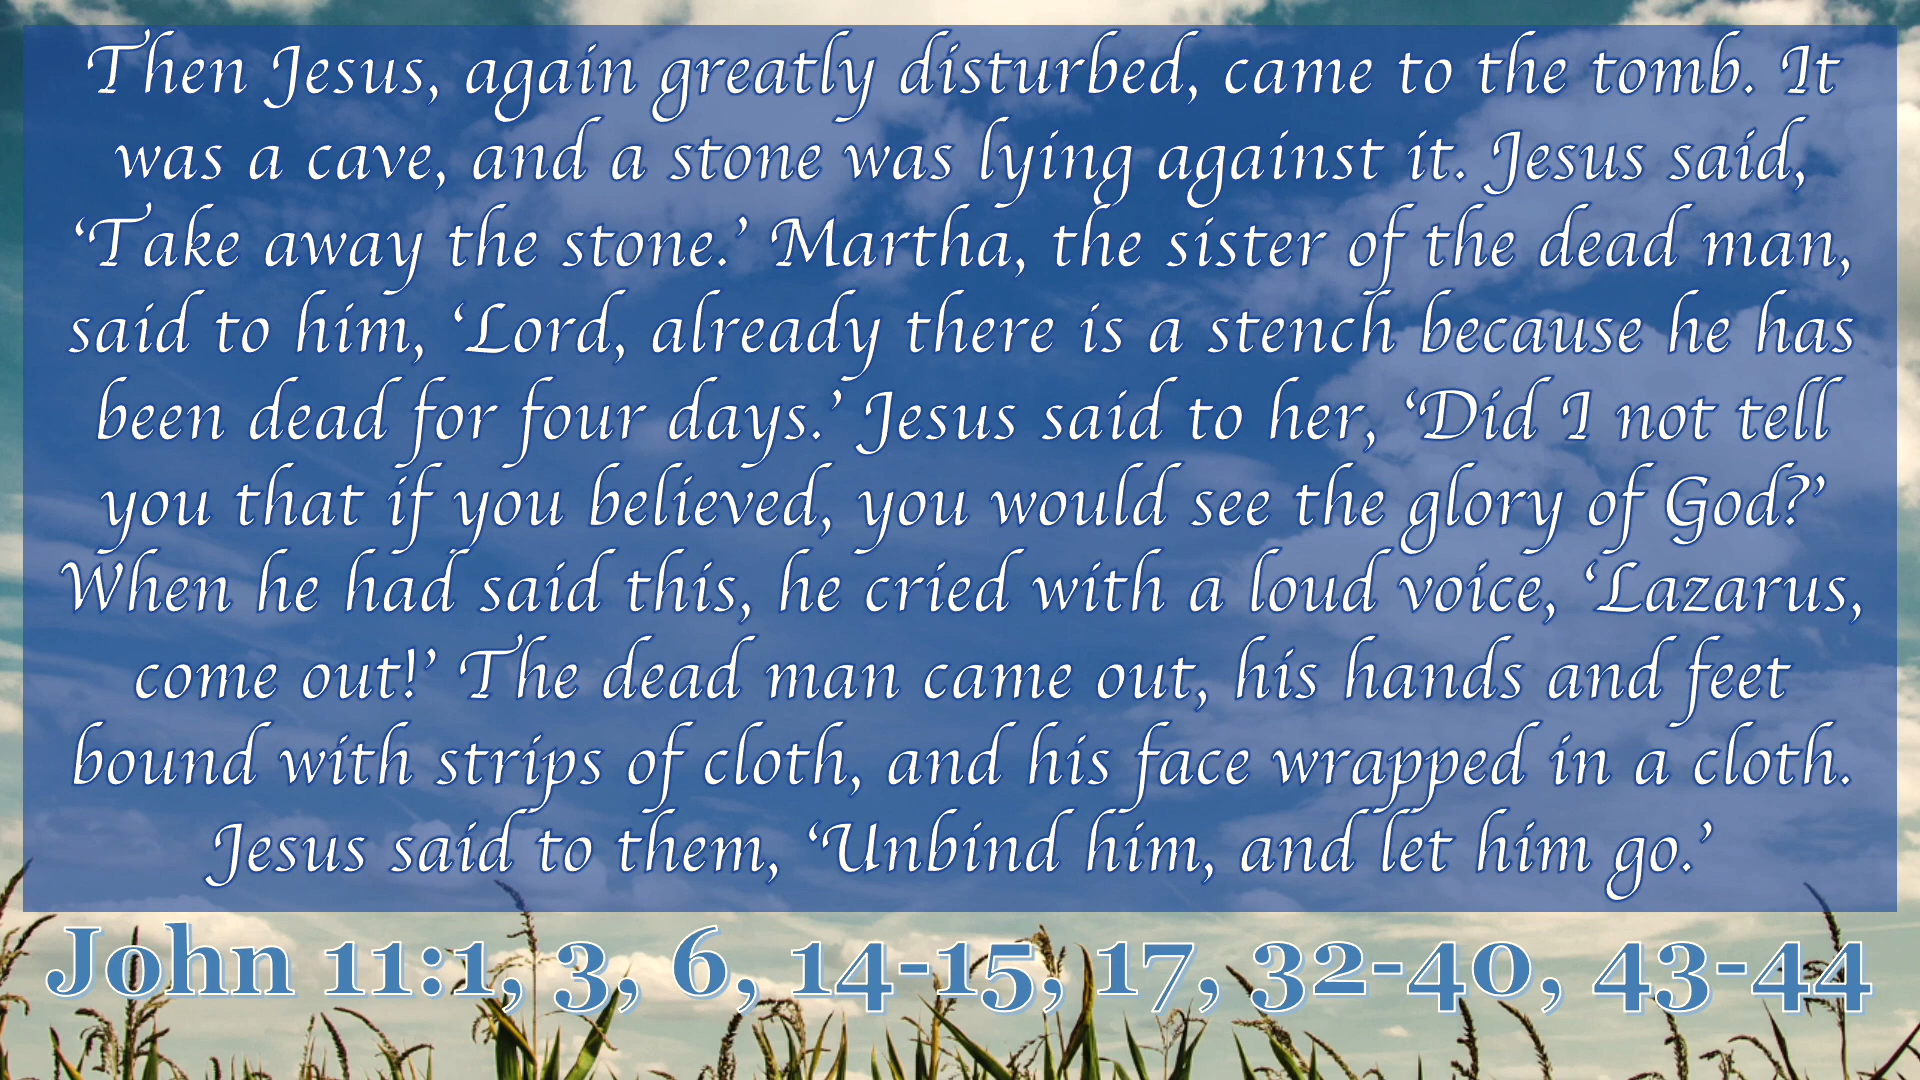 Then Jesus, again greatly disturbed, came to the tomb. It
was a cave, and a stone was lying against it. Jesus said,
‘Take away the stone.’ Martha, the sister of the dead man,
said to him, ‘Lord, already there is a stench because he has
been dead for four days.’ Jesus said to her, ‘Did I not tell
you that if you believed, you would see the glory of God?’
When he had said this, he cried with a loud voice, ‘Lazarus,
come out!’ The dead man came out, his hands and feet
bound with strips of cloth, and his face wrapped in a cloth.
Jesus said to them, ‘Unbind him, and let him go.’
John 11:1, 3, 6, 14-15, 17, 32-40, 43-44